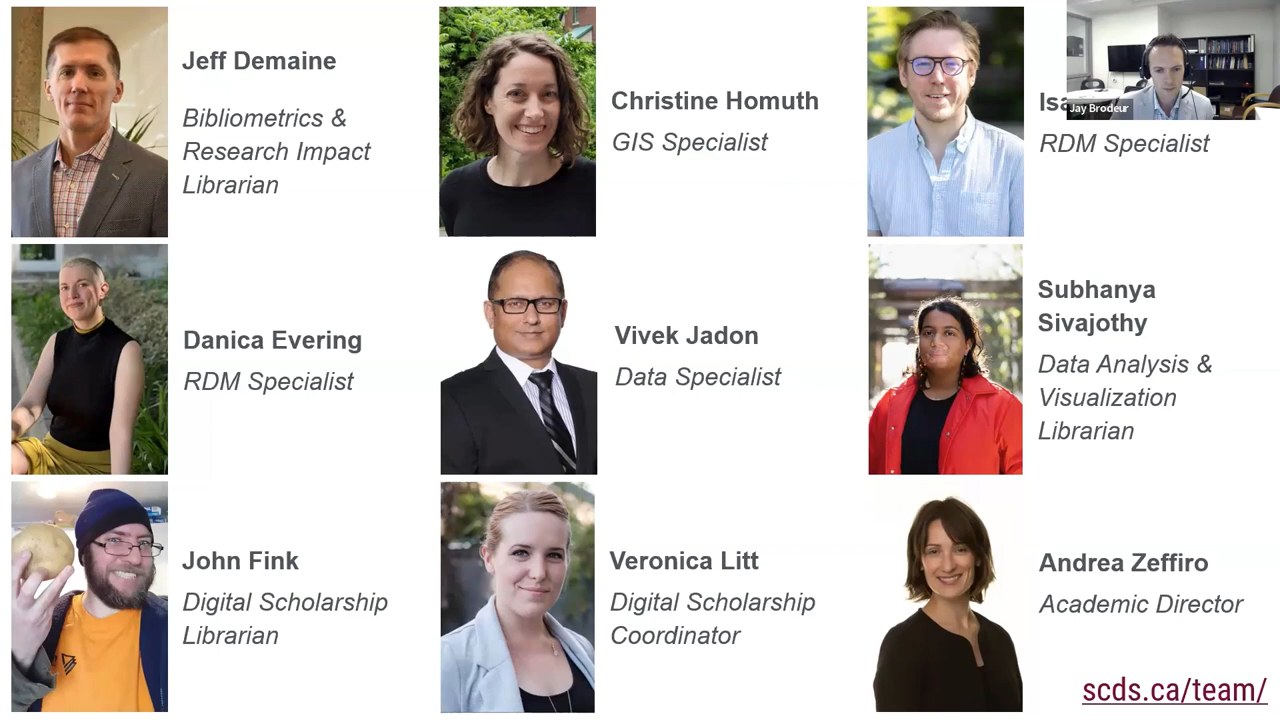 Jeff Demaine
Bibliometrics &
Research Impact
Librarian
Christine Homuth
GIS Specialist
Jay Brodeur
RDM Specialist
Danica Evering
RDM Specialist
Vivek Jadon
Data Specialist
Subhanya
Sivajothy
Data Analysis &
Visualization
Librarian
John Fink
Digital Scholarship
Librarian
Veronica Litt
Digital Scholarship
Coordinator
Andrea Zeffiro
Academic Director
scds.ca/team/